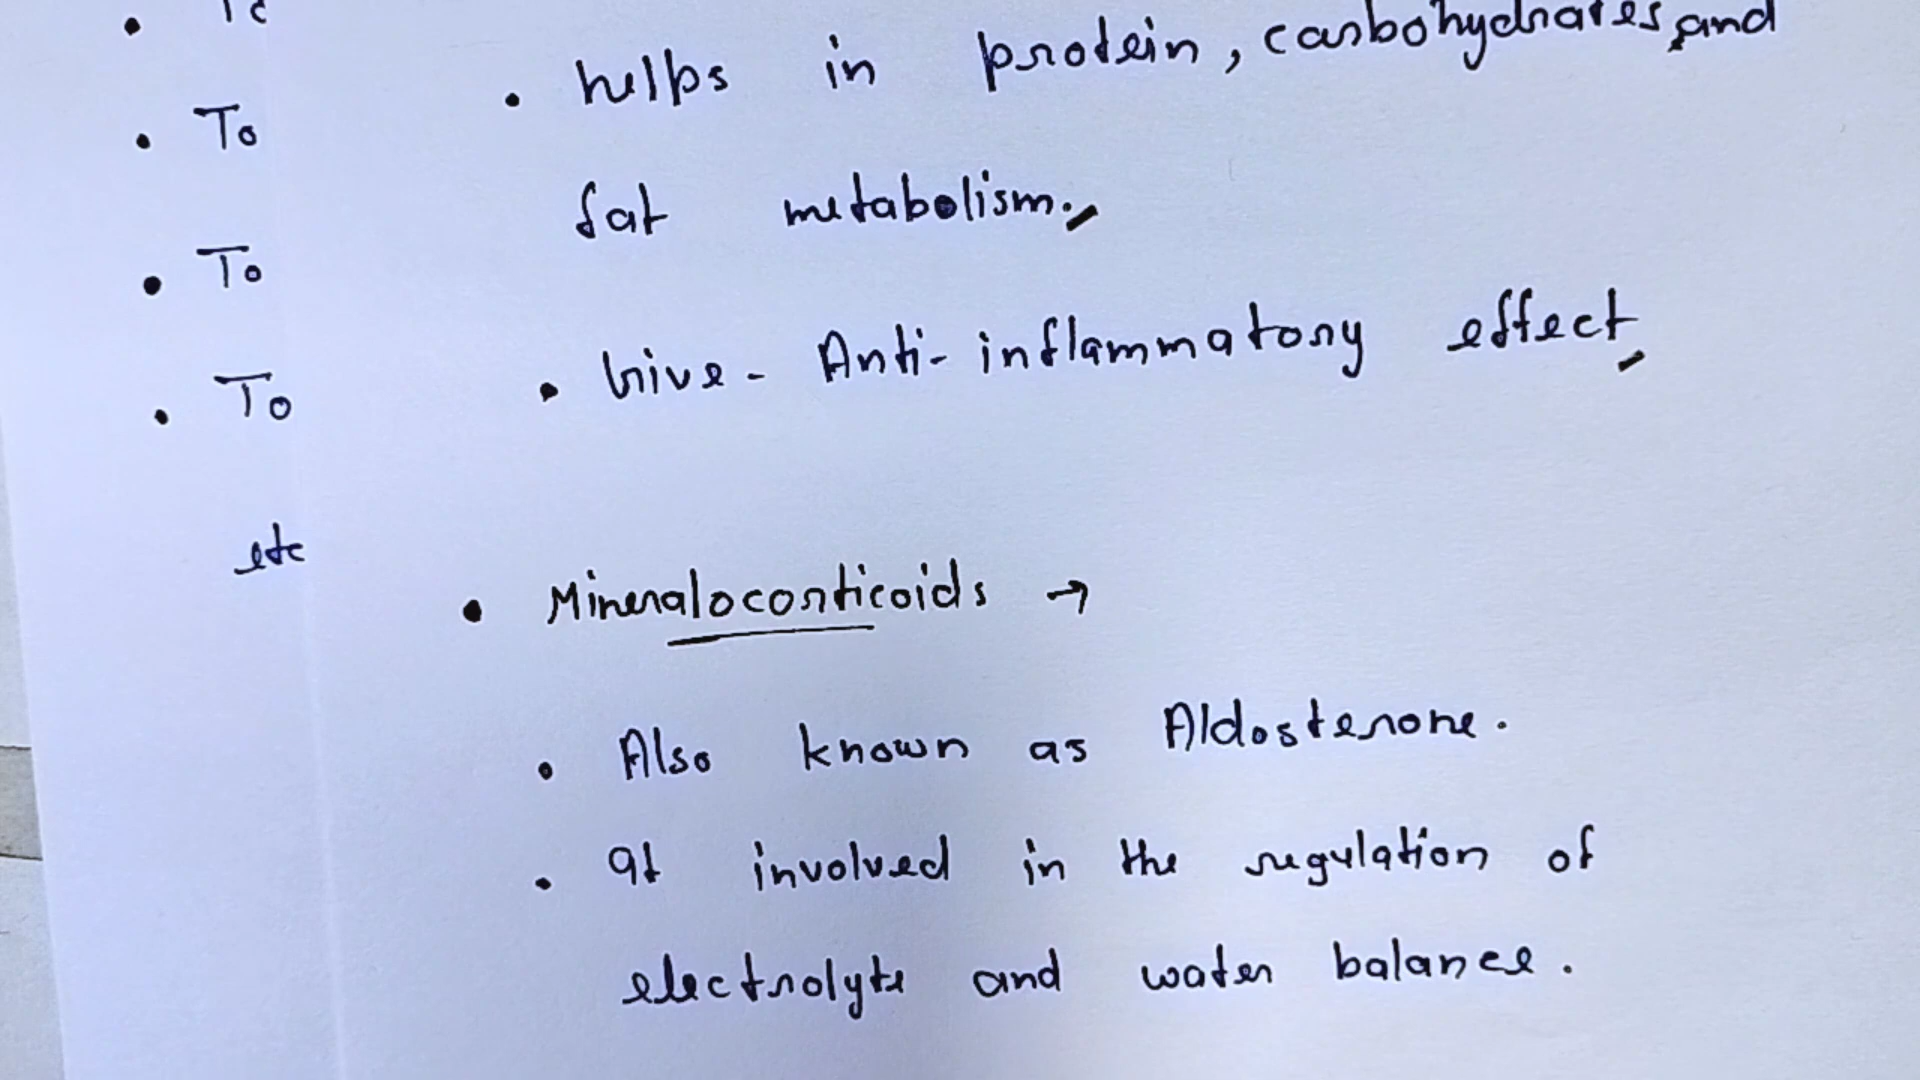 • To
• To
• To
etc
• helps in protein, carbohydrates, and
fat metabolism.
• Give - Anti-inflammatory effect
• Mineralocorticoids →
• Also known as Aldosterone.
• It involved in the regulation of
electrolyte and water balance.